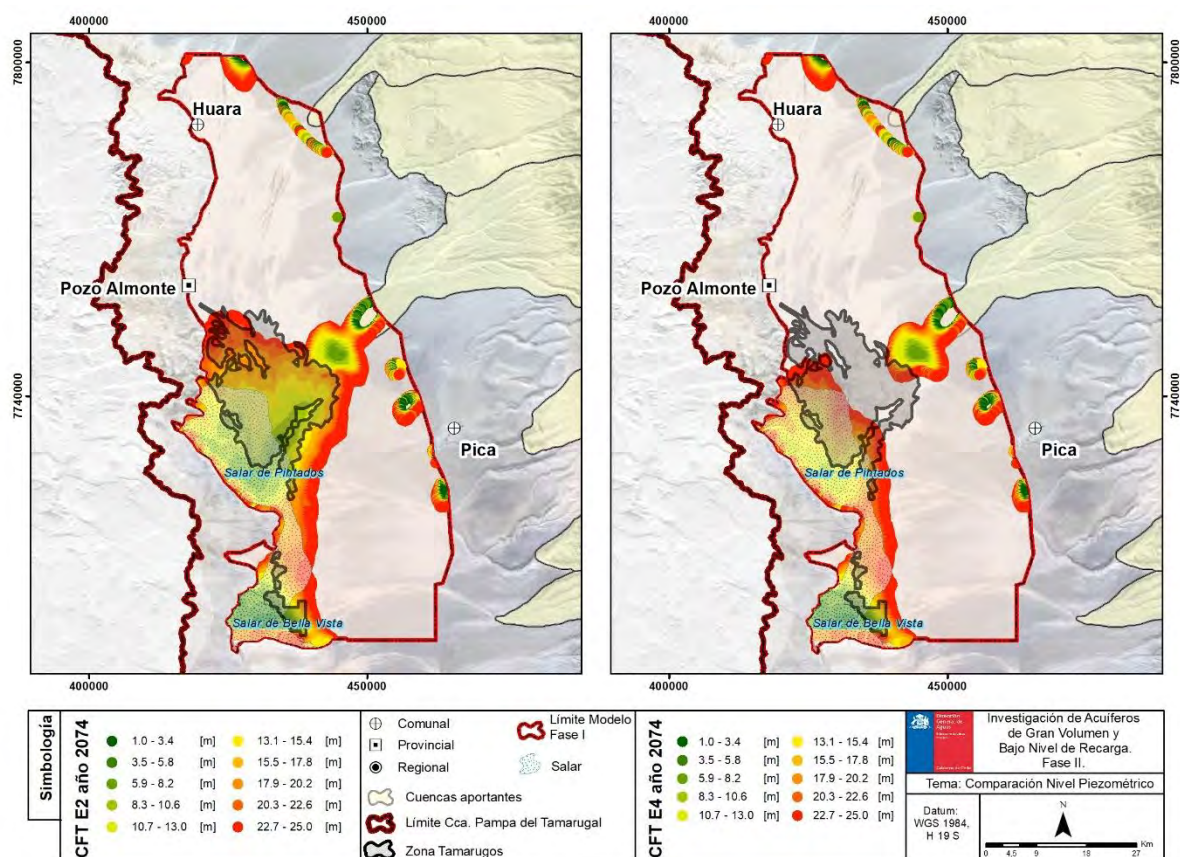 400000 450000
400000 450000
7800000
7800000
Huara
Huara
Pozo Almonte
Pozo Almonte
7740000
7740000
Pica
Pica
Salar de Pintados
Salar de Pintados
Salar de Bella Vista
Salar de Bella Vista
400000 450000
400000 450000
Simbología
CFT E2 año 2074
1.0 - 3.4 [m]
3.5 - 5.8 [m]
5.9 - 8.2 [m]
8.3 - 10.6 [m]
10.7 - 13.0 [m]
13.1 - 15.4 [m]
15.5 - 17.8 [m]
17.9 - 20.2 [m]
20.3 - 22.6 [m]
22.7 - 25.0 [m]
Comunal
Provincial
Regional
Cuencas aportantes
Límite Cca. Pampa del Tamarugal
Zona Tamarugos
Límite Modelo
Fase I
Salar
CFT E4 año 2074
1.0 - 3.4 [m]
3.5 - 5.8 [m]
5.9 - 8.2 [m]
8.3 - 10.6 [m]
10.7 - 13.0 [m]
13.1 - 15.4 [m]
15.5 - 17.8 [m]
17.9 - 20.2 [m]
20.3 - 22.6 [m]
22.7 - 25.0 [m]
Investigación de Acuíferos
de Gran Volumen y
Bajo Nivel de Recarga.
Fase II.
Tema: Comparación Nivel Piezométrico
Datum:
WGS 1984,
H 19 S
N
Km
0 4,5 9 18 27